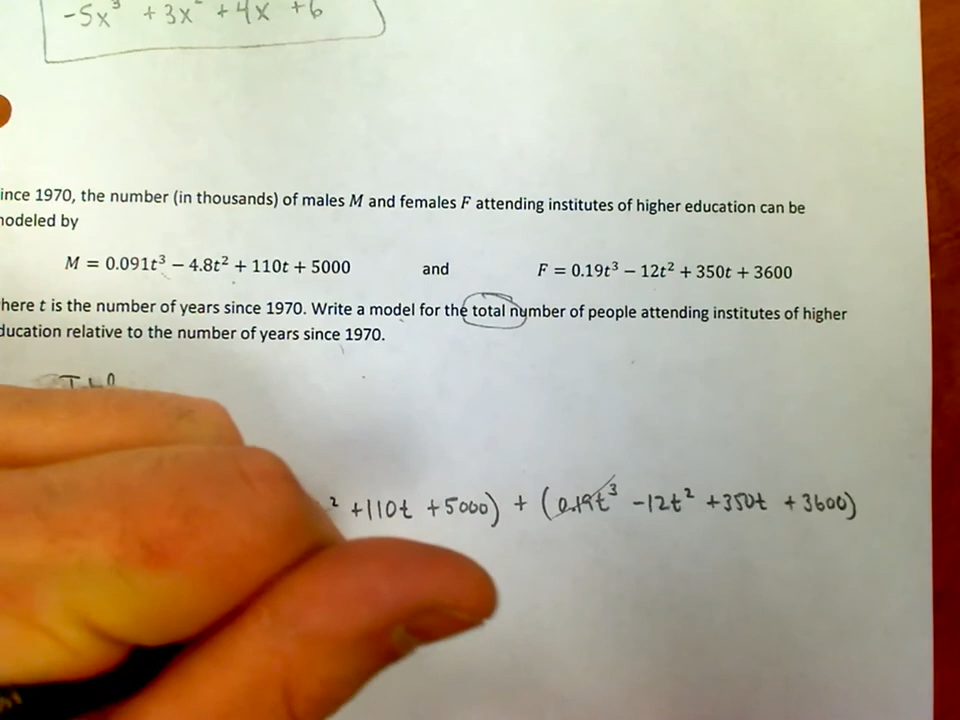 -5x³ + 3x² + 4x + 6
ince 1970, the number (in thousands) of males M and females F attending institutes of higher education can be
nodeled by
M = 0.091t³ − 4.8t² + 110t + 5000 and F = 0.19t³ − 12t² + 350t + 3600
here t is the number of years since 1970. Write a model for the total number of people attending institutes of higher
ducation relative to the number of years since 1970.
² +110t +5000) + (0.19t³ -12t² +350t +3600)